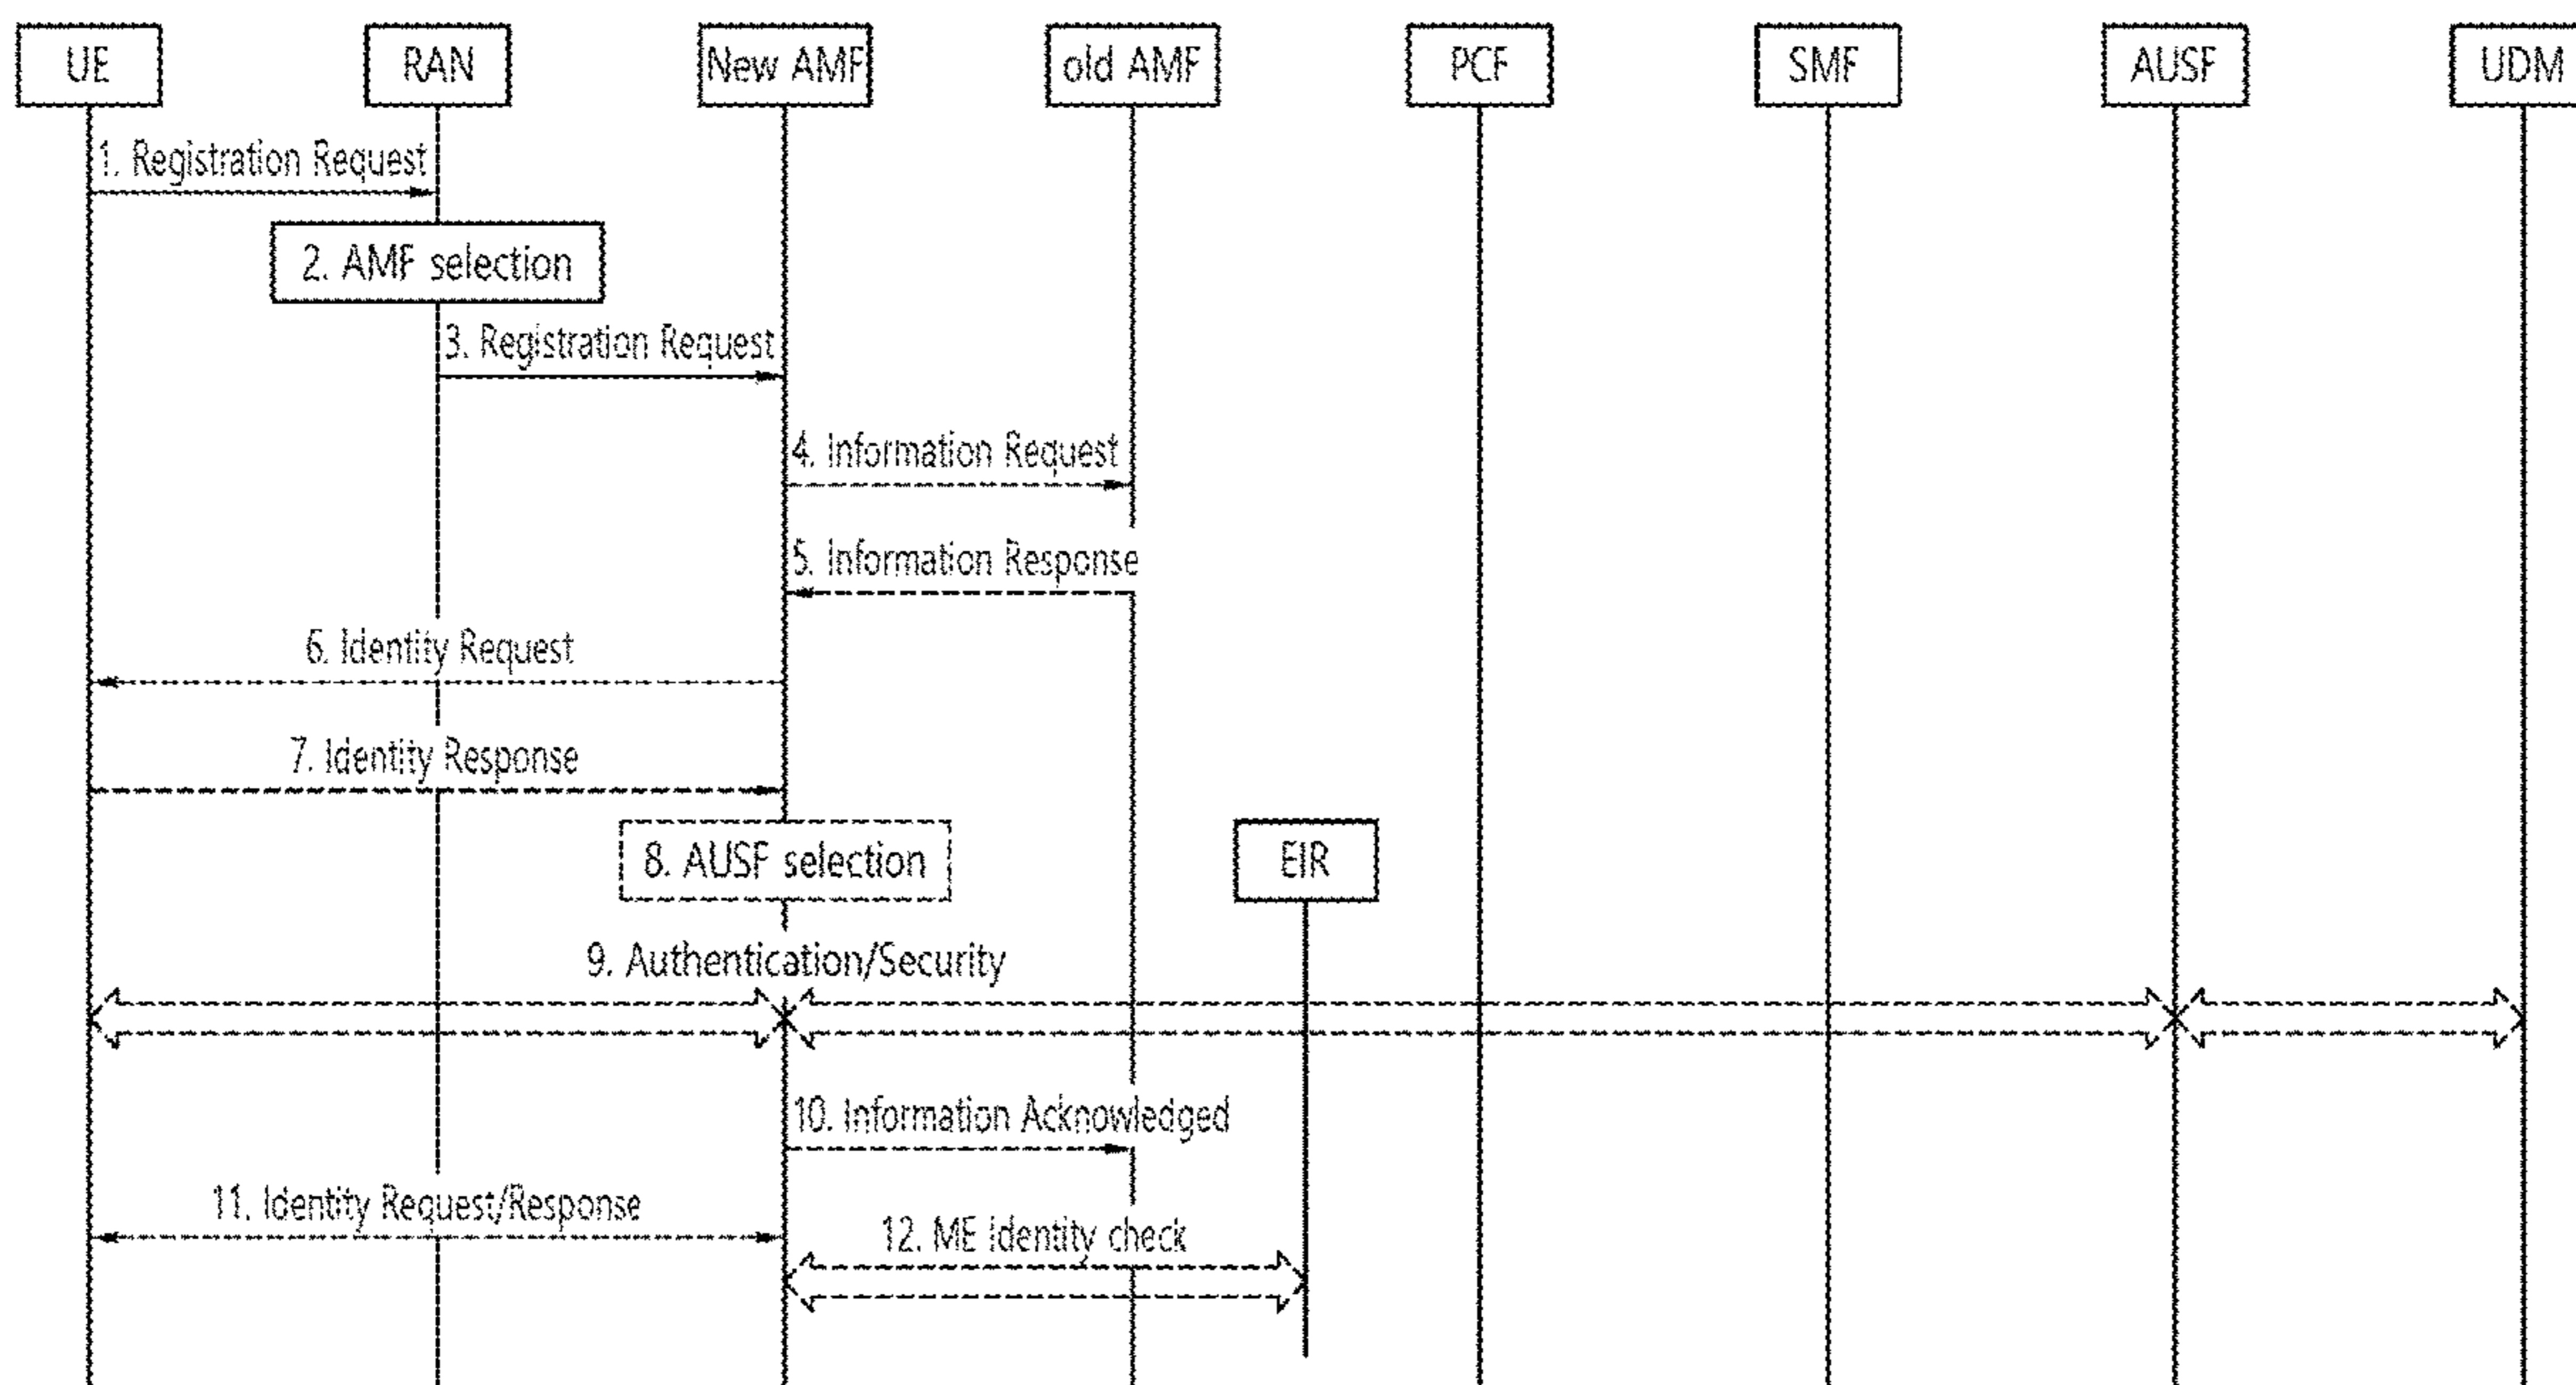 UE
RAN
New AMF
old AMF
PCF
SMF
AUSF
UDM
1. Registration Request
2. AMF selection
3. Registration Request
4. Information Request
5. Information Response
6. Identity Request
7. Identity Response
8. AUSF selection
EIR
9. Authentication/Security
10. Information Acknowledged
11. Identity Request/Response
12. ME Identity check